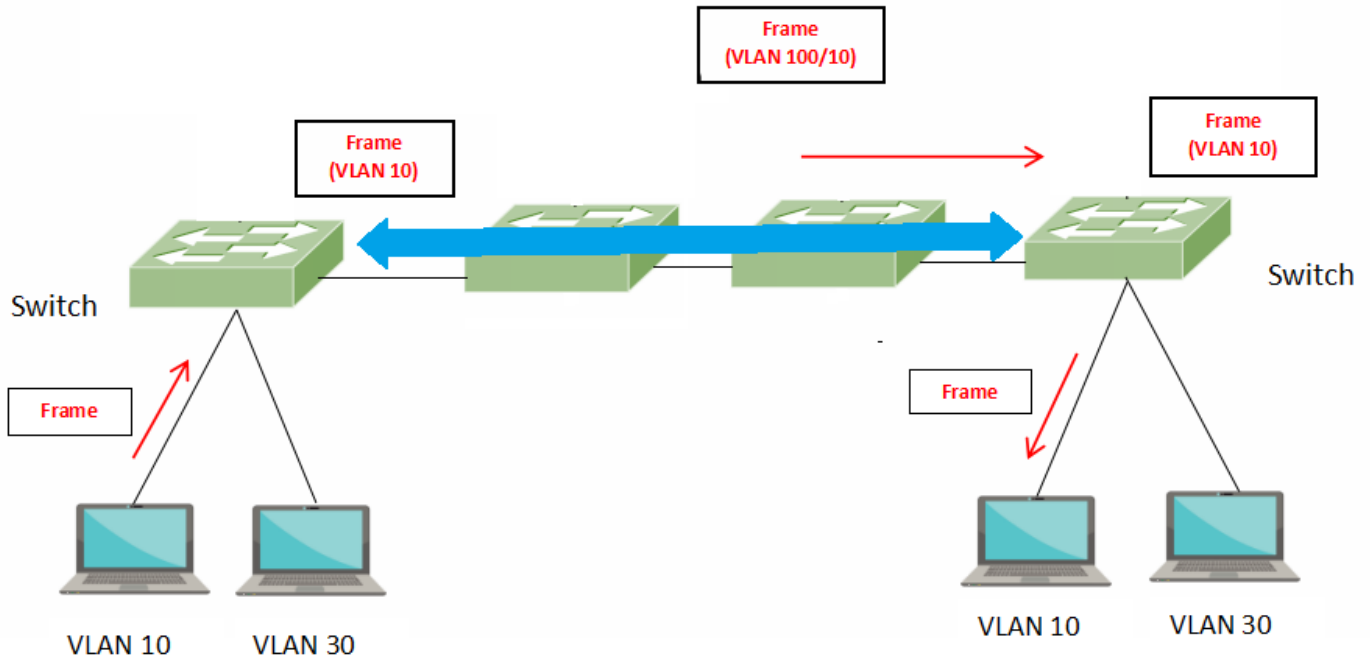 Frame
(VLAN 100/10)
Frame
(VLAN 10)
Frame
(VLAN 10)
Switch
Switch
Frame
Frame
VLAN 10
VLAN 30
VLAN 10
VLAN 30